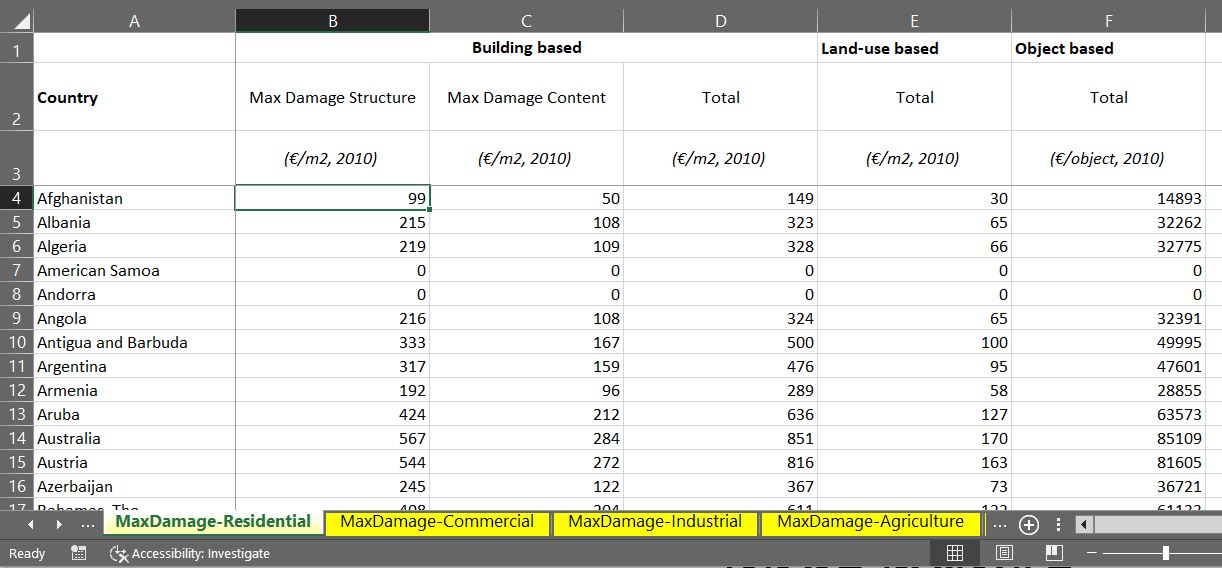 A B C D E F
1 Building based Land-use based Object based
2 Country Max Damage Structure Max Damage Content Total Total Total
3 (€/m2, 2010) (€/m2, 2010) (€/m2, 2010) (€/m2, 2010) (€/object, 2010)
4 Afghanistan 99 50 149 30 14893
5 Albania 215 108 323 65 32262
6 Algeria 219 109 328 66 32775
7 American Samoa 0 0 0 0 0
8 Andorra 0 0 0 0 0
9 Angola 216 108 324 65 32391
10 Antigua and Barbuda 333 167 500 100 49995
11 Argentina 317 159 476 95 47601
12 Armenia 192 96 289 58 28855
13 Aruba 424 212 636 127 63573
14 Australia 567 284 851 170 85109
15 Austria 544 272 816 163 81605
16 Azerbaijan 245 122 367 73 36721
17 Bahamas, The 408 204 611 122
... MaxDamage-Residential MaxDamage-Commercial MaxDamage-Industrial MaxDamage-Agriculture ...
Ready Accessibility: Investigate